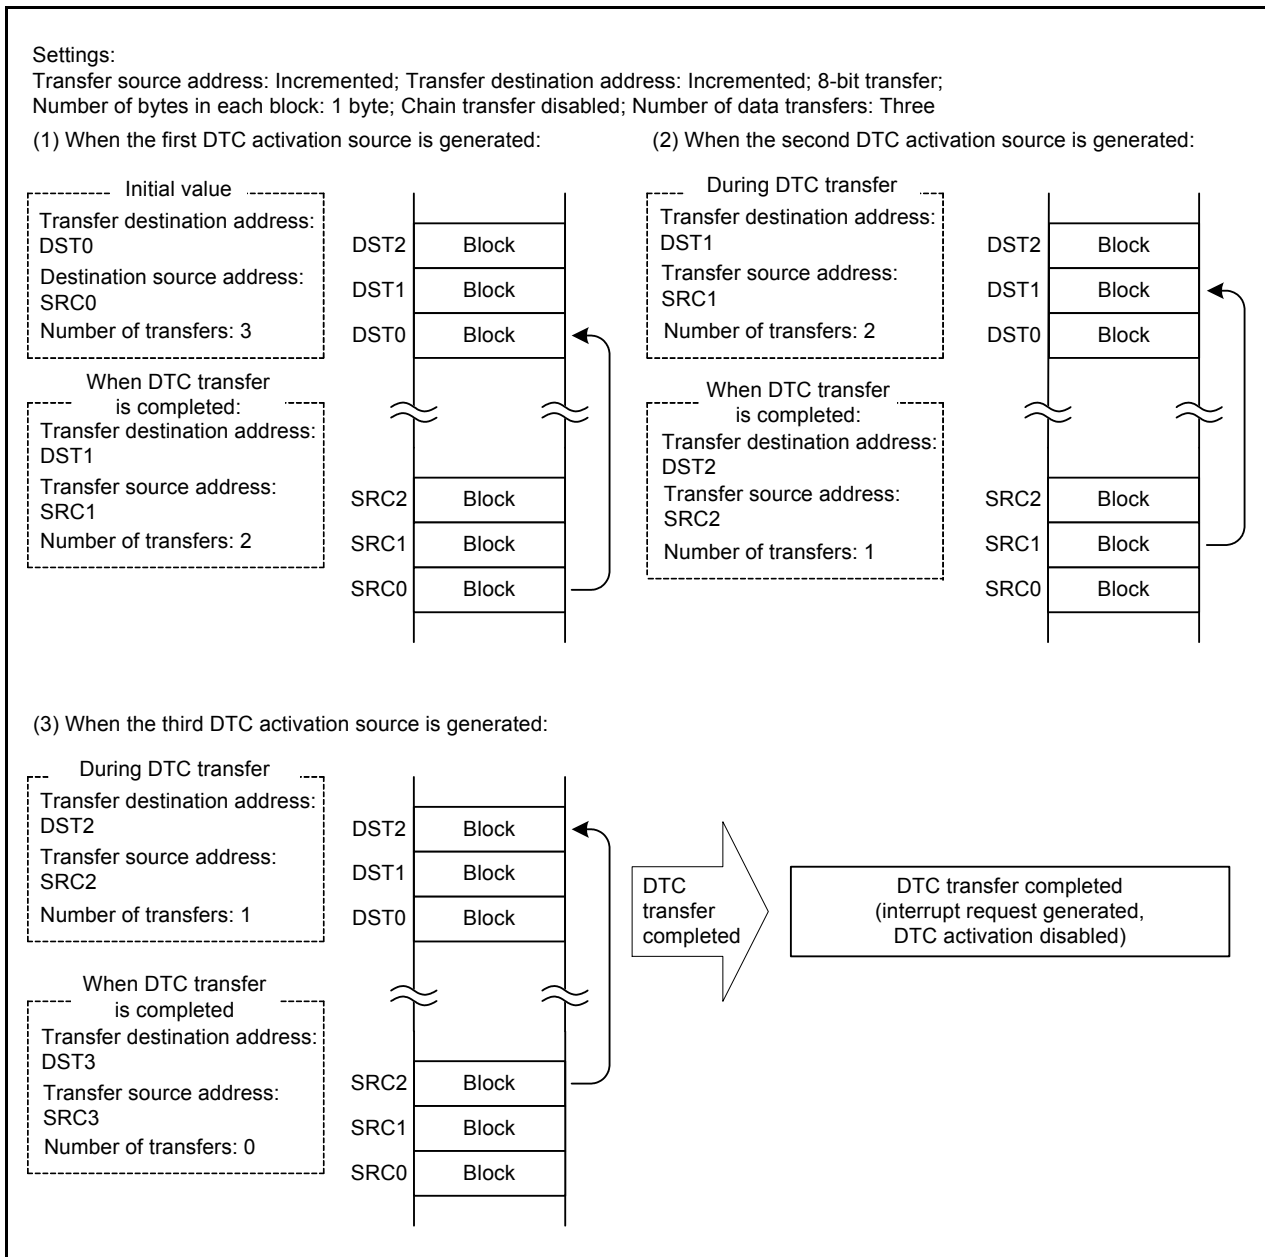 Settings:
Transfer source address: Incremented; Transfer destination address: Incremented; 8-bit transfer;
Number of bytes in each block: 1 byte; Chain transfer disabled; Number of data transfers: Three
(1) When the first DTC activation source is generated:
Initial value
Transfer destination address:
DST0
Destination source address:
SRC0
Number of transfers: 3
When DTC transfer
is completed:
Transfer destination address:
DST1
Transfer source address:
SRC1
Number of transfers: 2
DST2 Block
DST1 Block
DST0 Block
SRC2 Block
SRC1 Block
SRC0 Block
(2) When the second DTC activation source is generated:
During DTC transfer
Transfer destination address:
DST1
Transfer source address:
SRC1
Number of transfers: 2
When DTC transfer
is completed:
Transfer destination address:
DST2
Transfer source address:
SRC2
Number of transfers: 1
DST2 Block
DST1 Block
DST0 Block
SRC2 Block
SRC1 Block
SRC0 Block
(3) When the third DTC activation source is generated:
During DTC transfer
Transfer destination address:
DST2
Transfer source address:
SRC2
Number of transfers: 1
When DTC transfer
is completed
Transfer destination address:
DST3
Transfer source address:
SRC3
Number of transfers: 0
DST2 Block
DST1 Block
DST0 Block
SRC2 Block
SRC1 Block
SRC0 Block
DTC
transfer
completed
DTC transfer completed
(interrupt request generated,
DTC activation disabled)